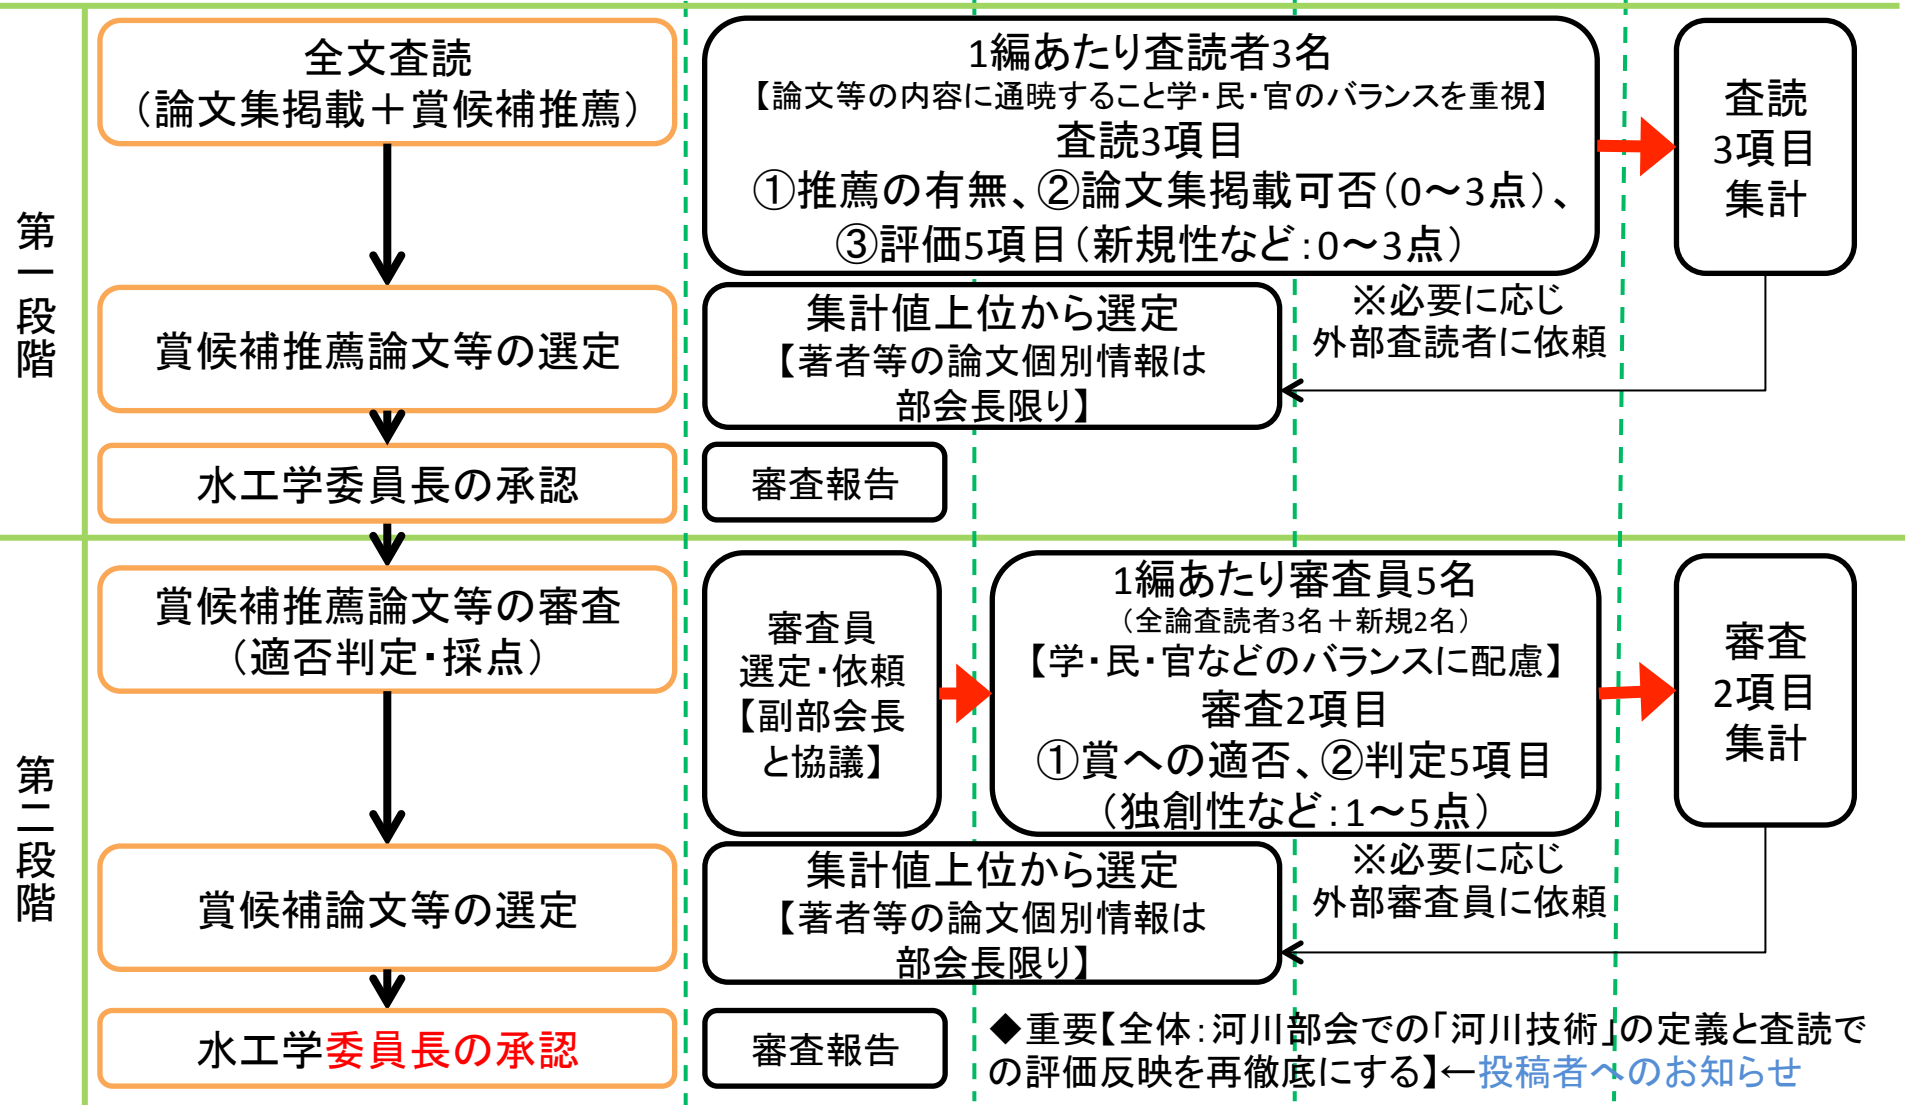 第一段階
全文査読
（論文集掲載＋賞候補推薦）
1編あたり査読者3名
【論文等の内容に通暁すること学・民・官のバランスを重視】
査読3項目
①推薦の有無、②論文集掲載可否（0～3点）、
③評価5項目（新規性など：0～3点）
査読
3項目
集計
賞候補推薦論文等の選定
集計値上位から選定
【著者等の論文個別情報は
部会長限り】
※必要に応じ
外部査読者に依頼
水工学委員長の承認
審査報告
第二段階
賞候補推薦論文等の審査
（適否判定・採点）
審査員
選定・依頼
【副部会長
と協議】
1編あたり審査員5名
（全論査読者3名＋新規2名）
【学・民・官などのバランスに配慮】
審査2項目
①賞への適否、②判定5項目
（独創性など：1～5点）
審査
2項目
集計
賞候補論文等の選定
集計値上位から選定
【著者等の論文個別情報は
部会長限り】
※必要に応じ
外部審査員に依頼
水工学委員長の承認
審査報告
◆重要【全体：河川部会での「河川技術」の定義と査読で
の評価反映を再徹底にする】←投稿者へのお知らせ